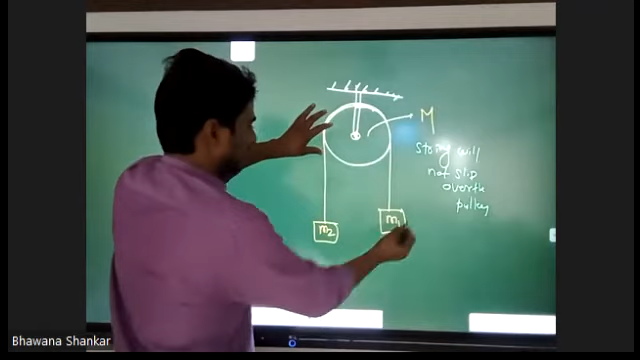 M
string will
not slip
over the
pulley
m2
m1
Bhawana Shankar